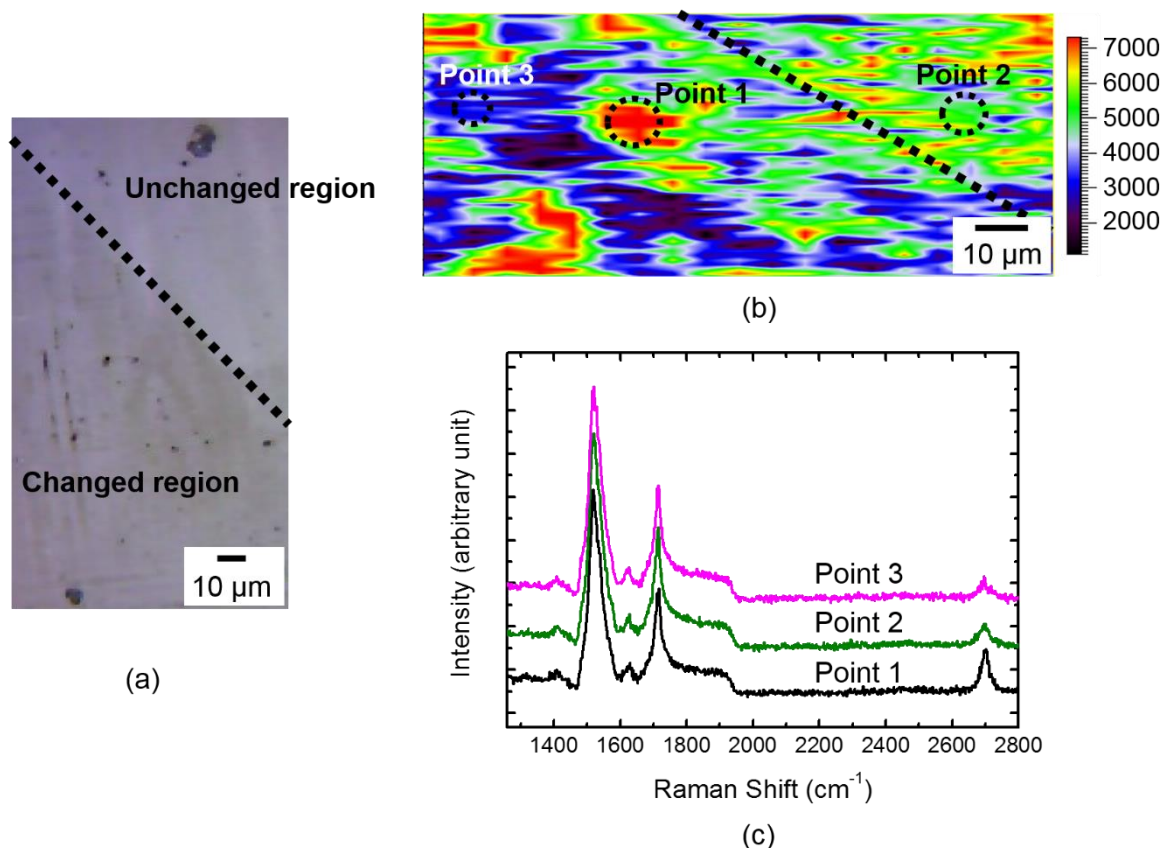 Unchanged region
Changed region
10 µm
(a)
Point 3
Point 1
Point 2
10 µm
7000
6000
5000
4000
3000
2000
(b)
Intensity (arbitrary unit)
Point 3
Point 2
Point 1
1400 1600 1800 2000 2200 2400 2600 2800
Raman Shift (cm⁻¹)
(c)